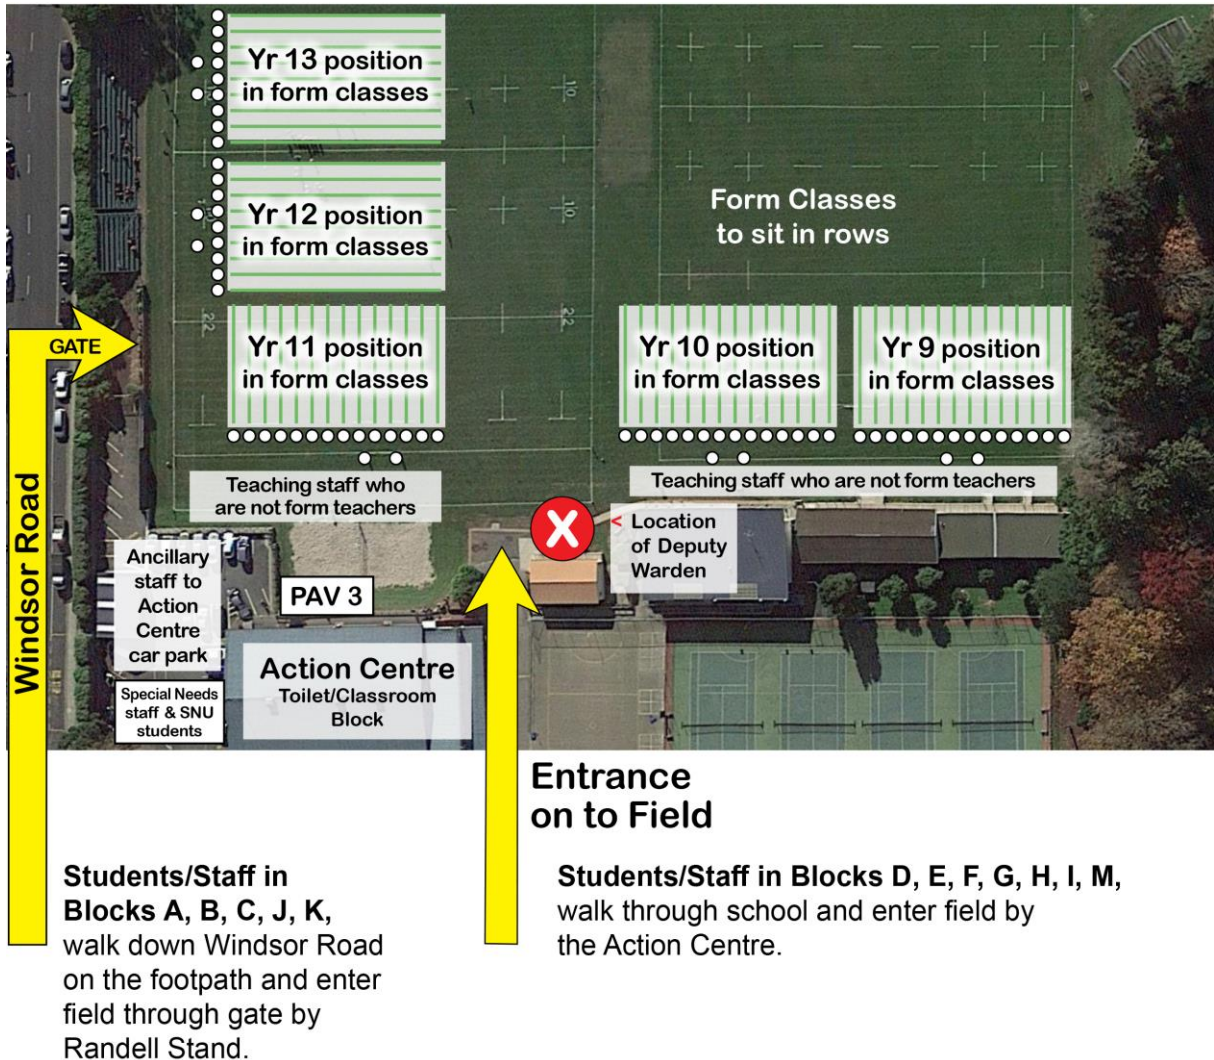 Yr 13 position
in form classes
Yr 12 position
in form classes
Form Classes
to sit in rows
GATE
Yr 11 position
in form classes
Yr 10 position
in form classes
Yr 9 position
in form classes
10
10
10
22
22
Teaching staff who
are not form teachers
Teaching staff who are not form teachers
X
< Location
of Deputy
Warden
Windsor Road
Ancillary
staff to
Action
Centre
car park
PAV 3
Special Needs
staff & SNU
students
Action Centre
Toilet/Classroom
Block
Entrance
on to Field
Students/Staff in
Blocks A, B, C, J, K,
walk down Windsor Road
on the footpath and enter
field through gate by
Randell Stand.
Students/Staff in Blocks D, E, F, G, H, I, M,
walk through school and enter field by
the Action Centre.